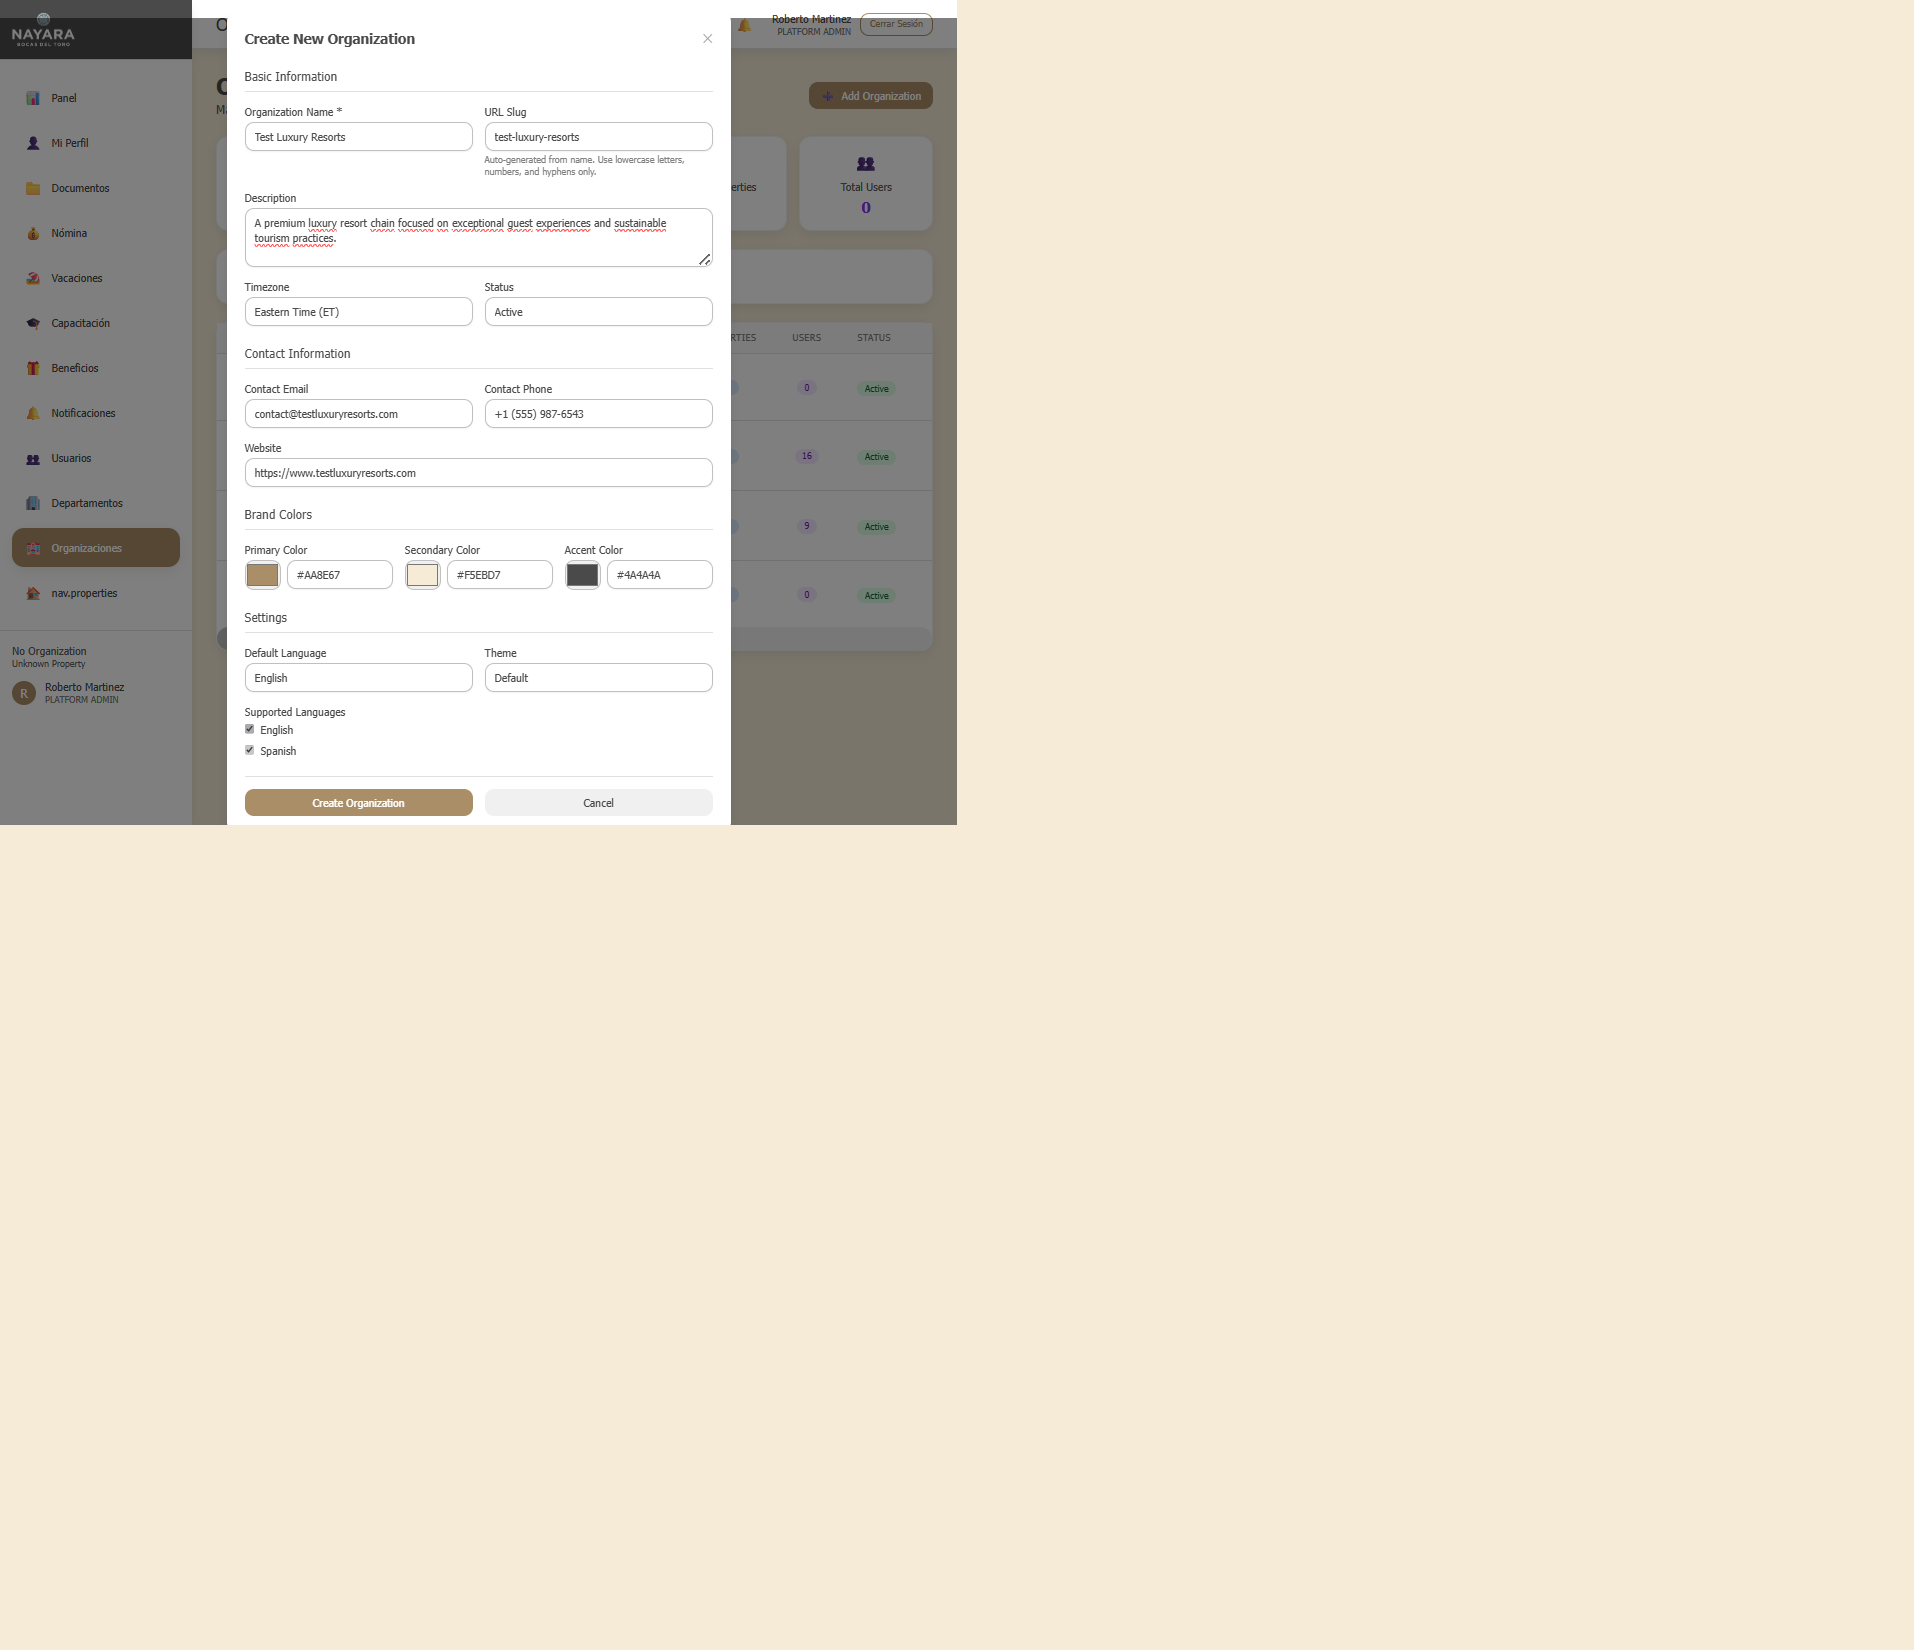 NAYARA
BOCAS DEL TORO
Panel
Mi Perfil
Documentos
Nómina
Vacaciones
Capacitación
Beneficios
Notificaciones
Usuarios
Departamentos
Organizaciones
nav.properties
No Organization
Unknown Property
R
Roberto Martinez
PLATFORM ADMIN
Roberto Martinez
PLATFORM ADMIN
Cerrar Sesión
Add Organization
erties
Total Users
0
RTIES
USERS
STATUS
0
Active
16
Active
9
Active
0
Active
Create New Organization
×
Basic Information
Organization Name *
URL Slug
Test Luxury Resorts
test-luxury-resorts
Auto-generated from name. Use lowercase letters,
numbers, and hyphens only.
Description
A premium luxury resort chain focused on exceptional guest experiences and sustainable
tourism practices.
Timezone
Status
Eastern Time (ET)
Active
Contact Information
Contact Email
Contact Phone
contact@testluxuryresorts.com
+1 (555) 987-6543
Website
https://www.testluxuryresorts.com
Brand Colors
Primary Color
Secondary Color
Accent Color
#AA8E67
#F5EBD7
#4A4A4A
Settings
Default Language
Theme
English
Default
Supported Languages
English
Spanish
Create Organization
Cancel